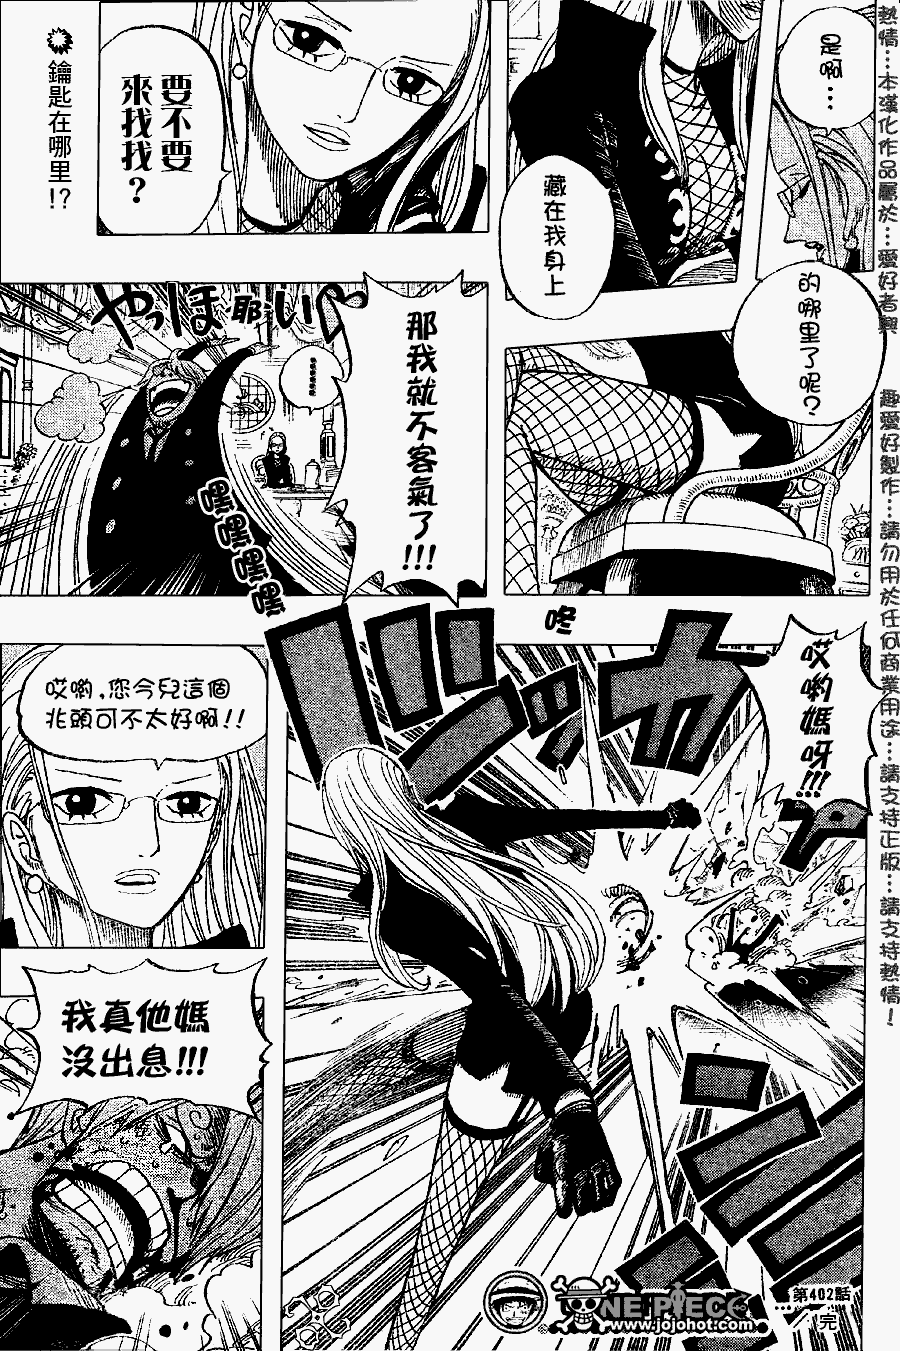 是啊…
藏在我身上
的哪里了呢？
要不要
來找找？
鑰匙在哪里!?
那我就不客氣了!!!
やっほ
耶
い
嘿嘿嘿嘿
咚
ドッカ
哎喲媽呀!!!
哎喲，您今兒這個
兆頭可不太好啊!!
我真他媽
沒出息!!!
熱情…本漢化作品屬於…愛好者興
趣愛好製作…請勿用於任何商業用途…請支持正版…請支持熱情！
ONE PIECE
www.jojohot.com
第402話
完